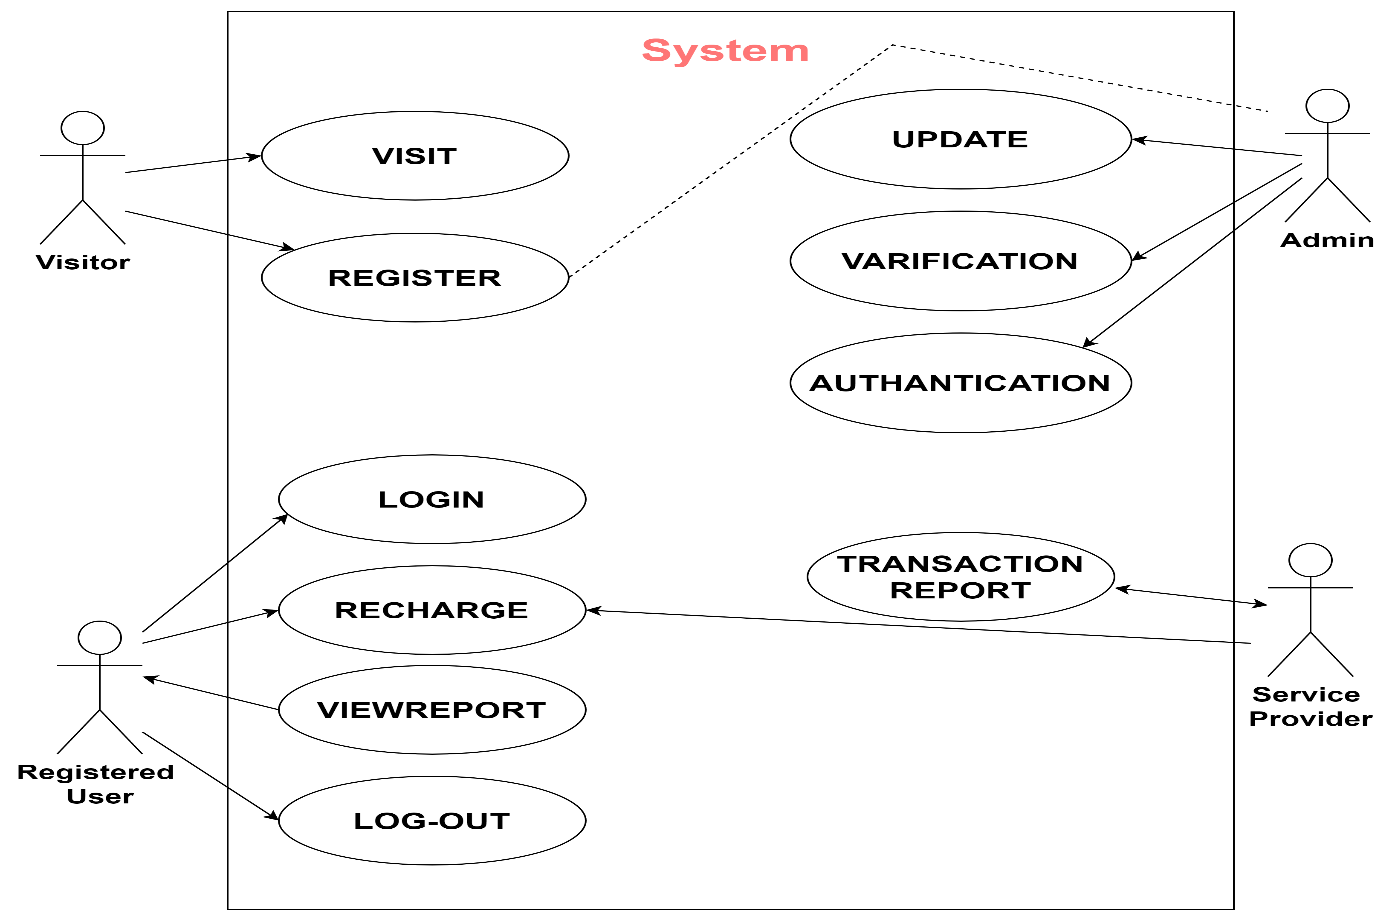 System
VISIT
UPDATE
Visitor
REGISTER
VARIFICATION
Admin
AUTHANTICATION
LOGIN
TRANSACTION
REPORT
RECHARGE
VIEWREPORT
Service
Provider
Registered
User
LOG-OUT